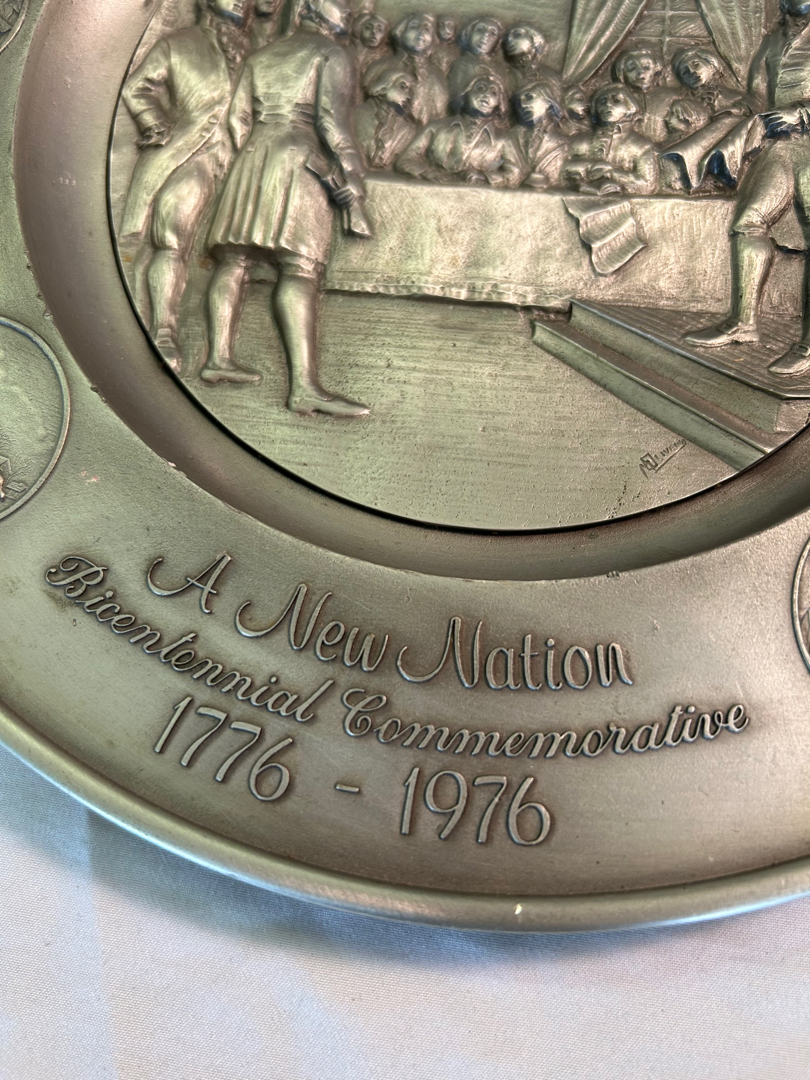 A New Nation
Bicentennial Commemorative
1776 - 1976